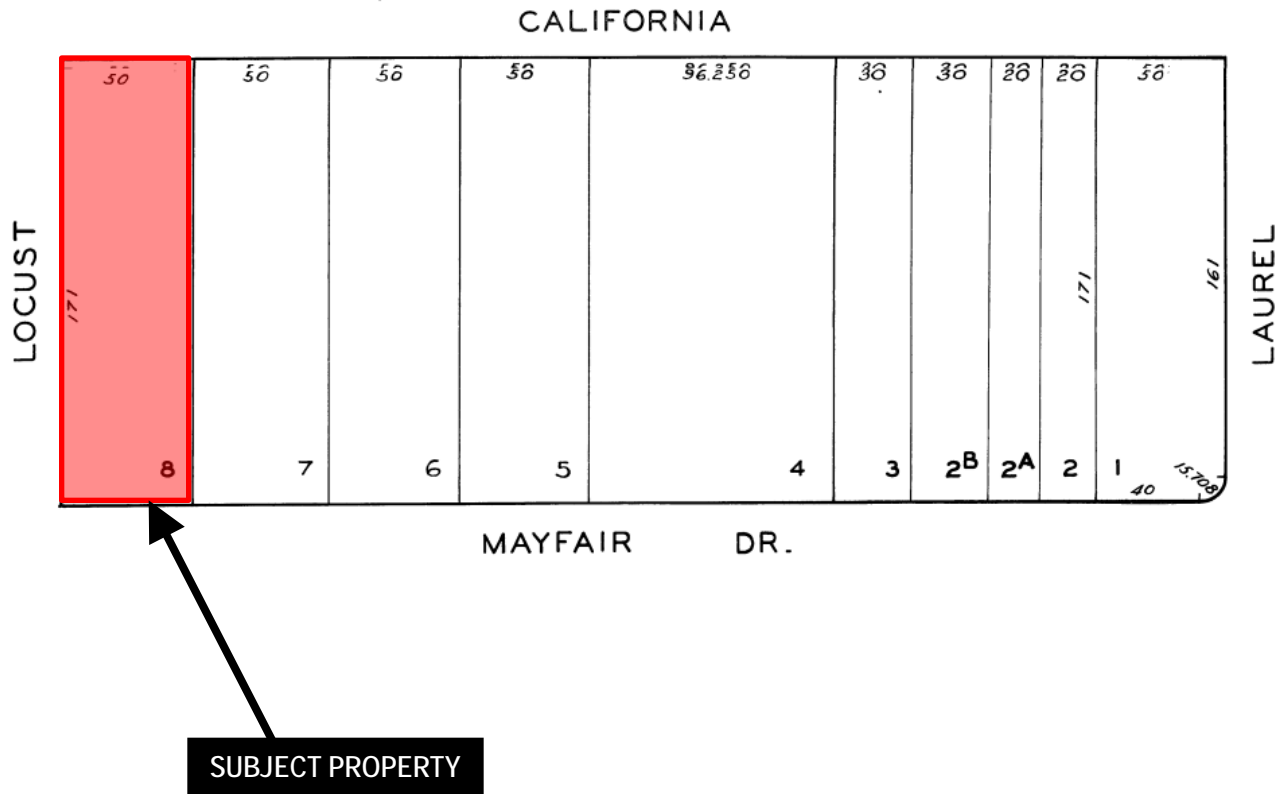 CALIFORNIA
50 50 50 50 96.250 30 30 20 20 50
LOCUST
171
171
161
LAUREL
8 7 6 5 4 3 2B 2A 2 1
15.708
40
MAYFAIR DR.
SUBJECT PROPERTY